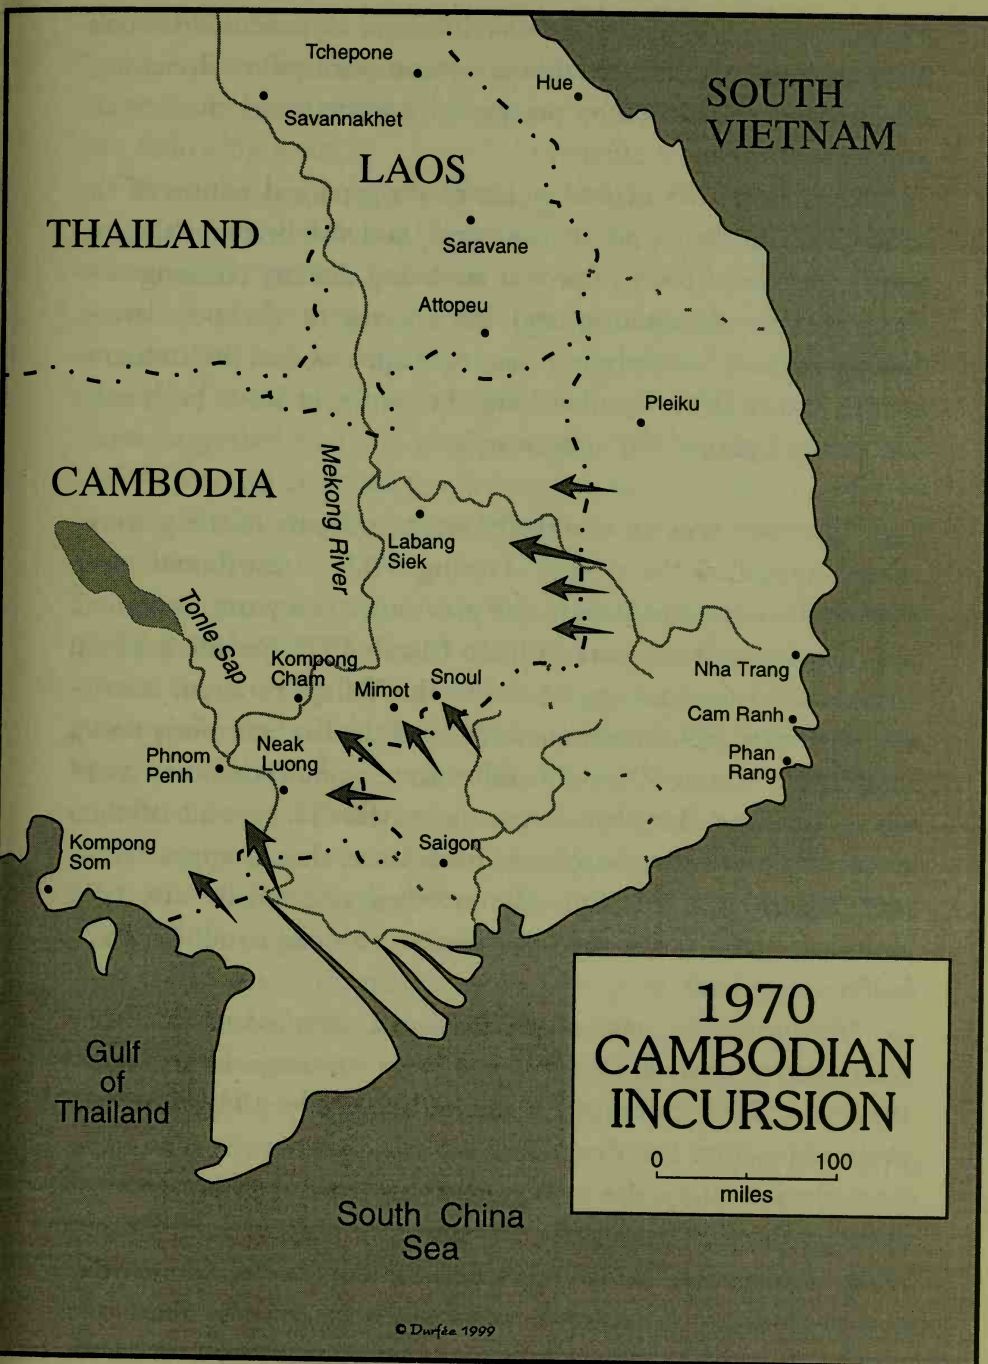 Tchepone
Hue
SOUTH
VIETNAM
Savannakhet
LAOS
THAILAND
Saravane
Attopeu
Pleiku
CAMBODIA
Mekong River
Labang
Siek
Tonle Sap
Kompong
Cham
Mimot
Snoul
Nha Trang
Cam Ranh
Phan
Rang
Phnom
Penh
Neak
Luong
Kompong
Som
Saigon
Gulf
of
Thailand
1970
CAMBODIAN
INCURSION
0 100
miles
South China
Sea
© Durfée 1999